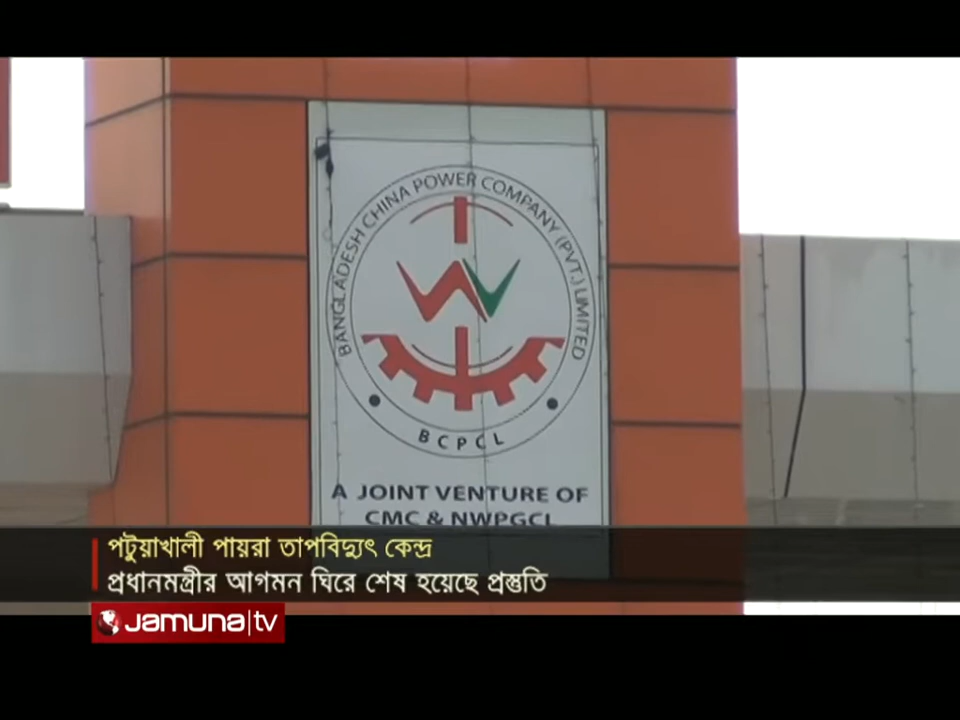 BANGLADESH CHINA POWER COMPANY (PVT.) LIMITED
BCPCL
A JOINT VENTURE OF
CMC & NWPGCL
পটুয়াখালী পায়রা তাপবিদ্যুৎ কেন্দ্র
প্রধানমন্ত্রীর আগমন ঘিরে শেষ হয়েছে প্রস্তুতি
Jamuna|tv